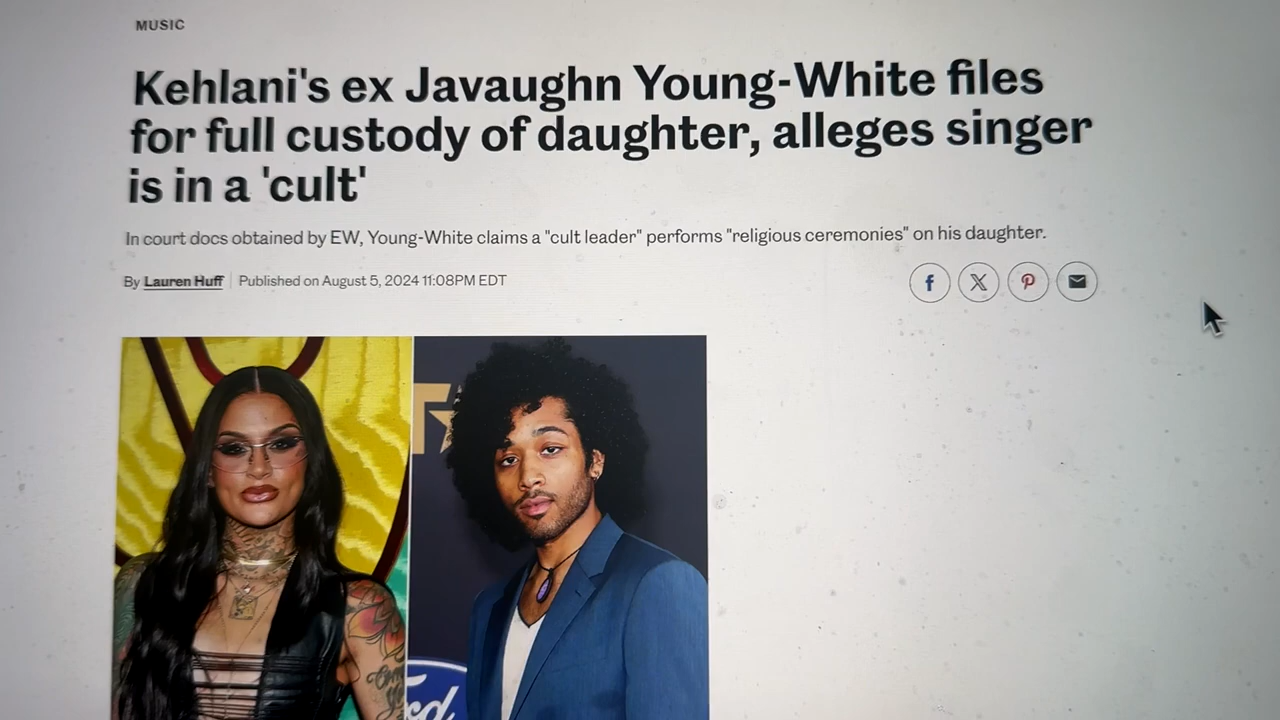 MUSIC
Kehlani's ex Javaughn Young-White files
for full custody of daughter, alleges singer
is in a 'cult'
In court docs obtained by EW, Young-White claims a "cult leader" performs "religious ceremonies" on his daughter.
By Lauren Huff Published on August 5, 2024 11:08PM EDT